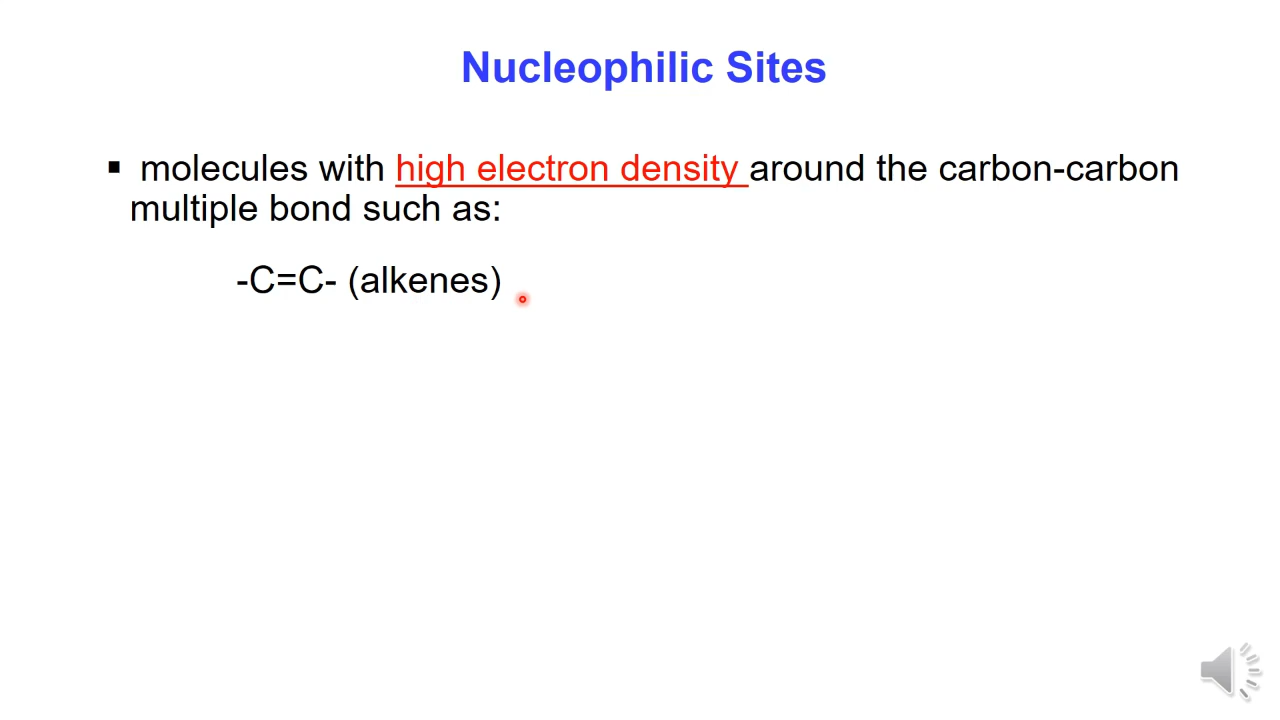 Nucleophilic Sites
▪ molecules with high electron density around the carbon-carbon
multiple bond such as:
-C=C- (alkenes)